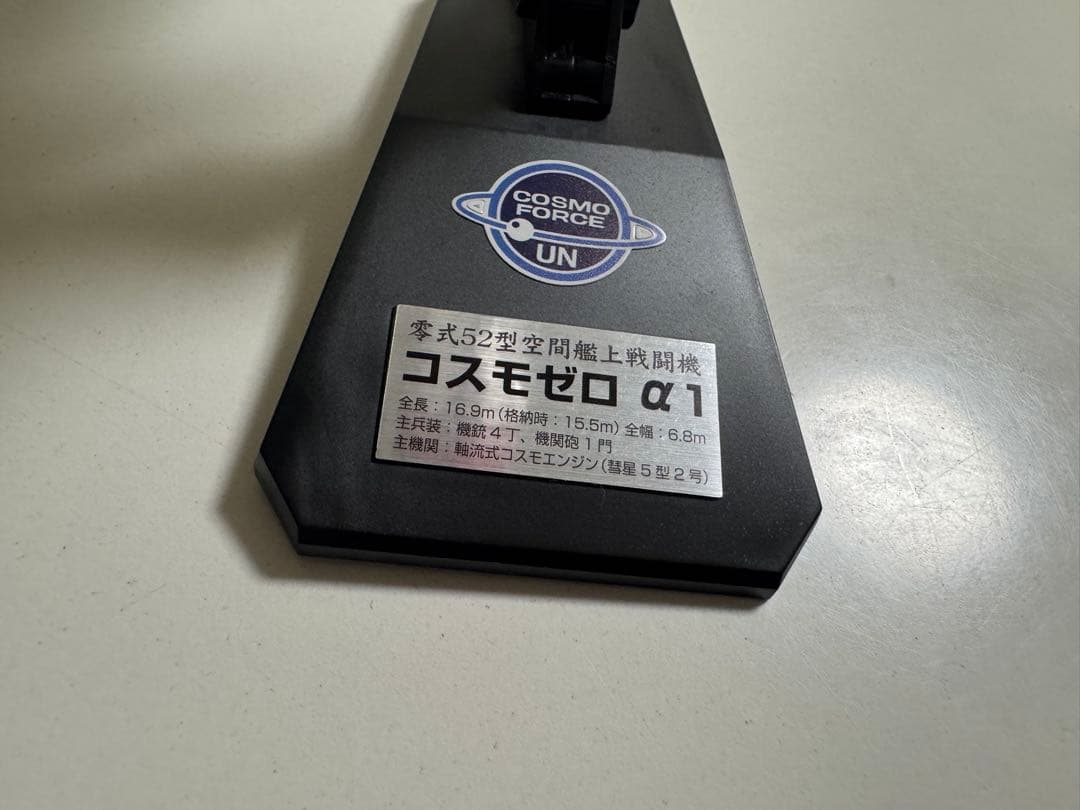 COSMO
FORCE
UN
零式52型空間艦上戦闘機
コスモゼロ α1
全長：16.9m（格納時：15.5m）全幅：6.8m
主兵装：機銃4丁、機関砲1門
主機関：軸流式コスモエンジン（彗星5型2号）